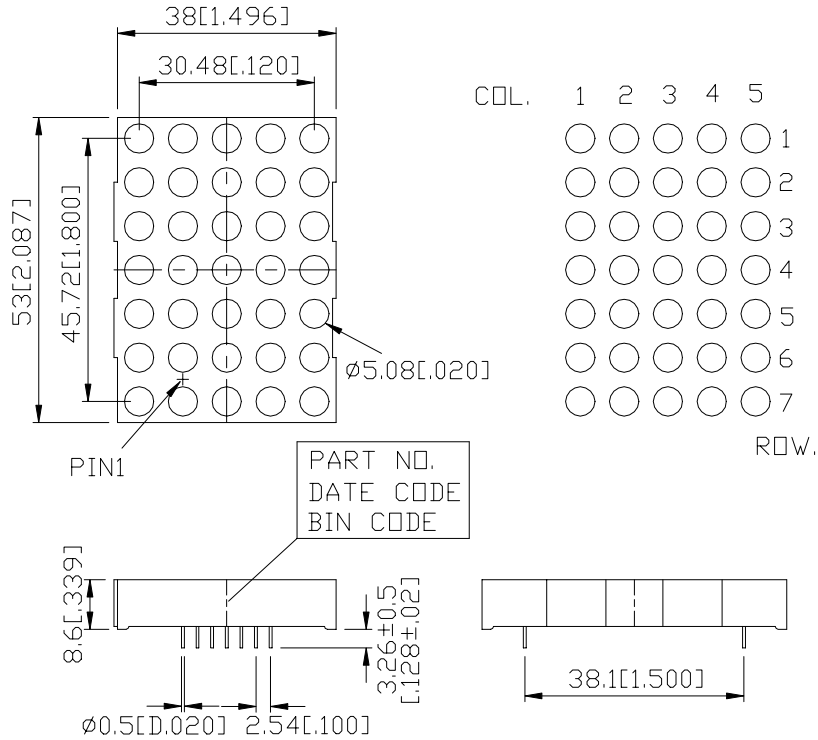 38[1.496]
30.48[.120]
COL. 1 2 3 4 5
1
2
3
4
5
6
7
ROW.
53[2.087]
45.72[1.800]
ø5.08[.020]
PIN1
PART NO.
DATE CODE
BIN CODE
8.6[.339]
3.26±0.5
[.128±.02]
38.1[1.500]
ø0.5[D.020]
2.54[.100]